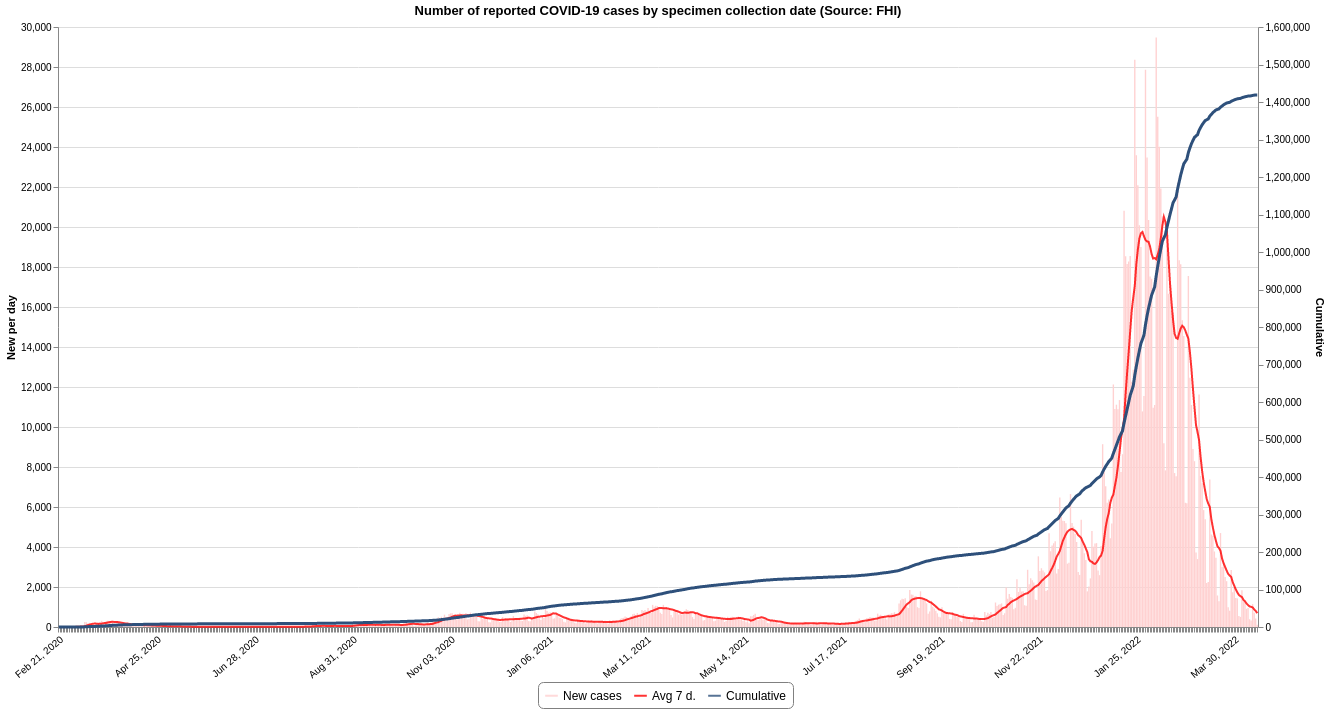 Number of reported COVID-19 cases by specimen collection date (Source: FHI)
30,000
28,000
26,000
24,000
22,000
20,000
18,000
16,000
14,000
12,000
10,000
8,000
6,000
4,000
2,000
0
New per day
1,600,000
1,500,000
1,400,000
1,300,000
1,200,000
1,100,000
1,000,000
900,000
800,000
700,000
600,000
500,000
400,000
300,000
200,000
100,000
0
Cumulative
Feb 21, 2020
Apr 25, 2020
Jun 28, 2020
Aug 31, 2020
Nov 03, 2020
Jan 06, 2021
Mar 11, 2021
May 14, 2021
Jul 17, 2021
Sep 19, 2021
Nov 22, 2021
Jan 25, 2022
Mar 30, 2022
New cases
Avg 7 d.
Cumulative